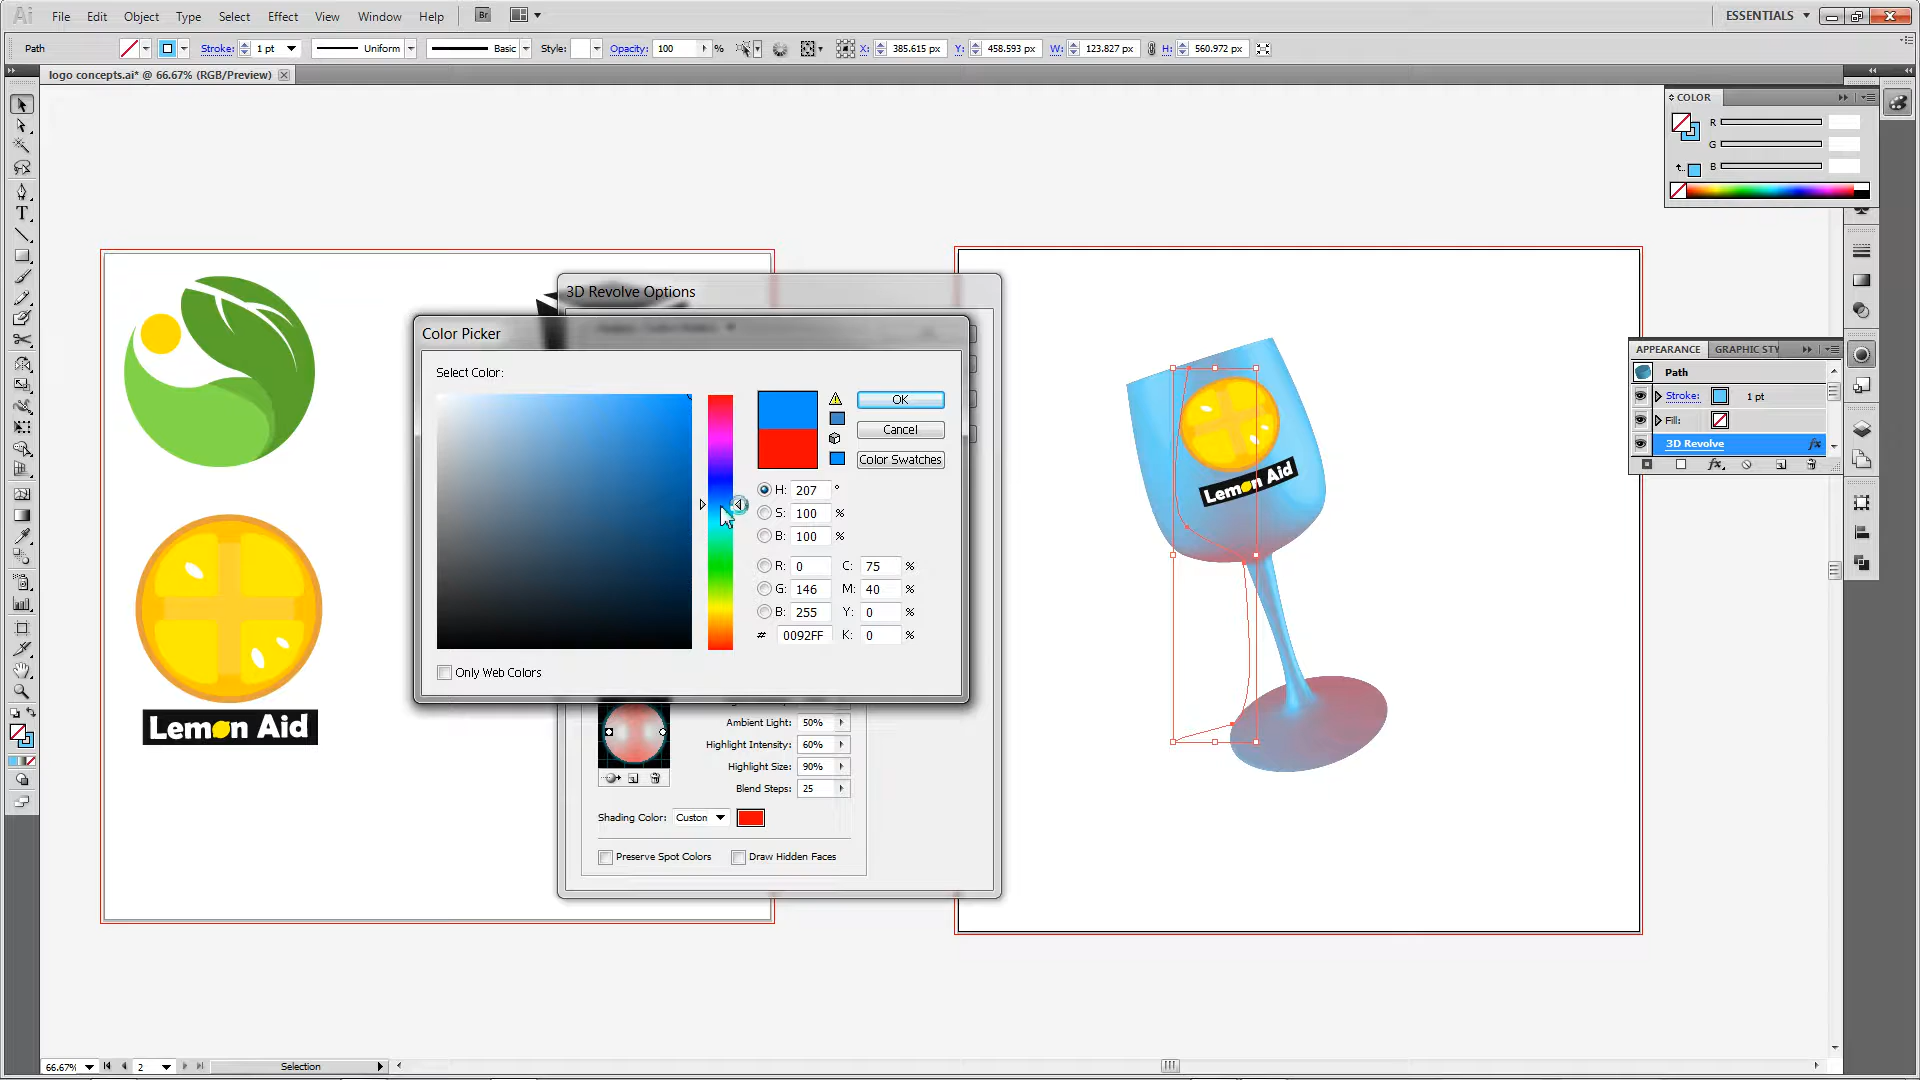 Ai File Edit Object Type Select Effect View Window Help Br ESSENTIALS
Path Stroke: 1 pt Uniform Basic Style: Opacity: 100 % X: 385.615 px Y: 458.593 px W: 123.827 px H: 560.972 px
logo concepts.ai* @ 66.67% (RGB/Preview)
COLOR
R
G
B
3D Revolve Options
Color Picker
Select Color:
OK
Cancel
Color Swatches
H: 207 °
S: 100 %
B: 100 %
R: 0 C: 75 %
G: 146 M: 40 %
B: 255 Y: 0 %
# 0092FF K: 0 %
Only Web Colors
Ambient Light: 50%
Highlight Intensity: 60%
Highlight Size: 90%
Blend Steps: 25
Shading Color: Custom
Preserve Spot Colors Draw Hidden Faces
Lemon Aid
Lemon Aid
APPEARANCE GRAPHIC STY
Path
Stroke: 1 pt
Fill:
3D Revolve fx
fx
66.67% 2 Selection